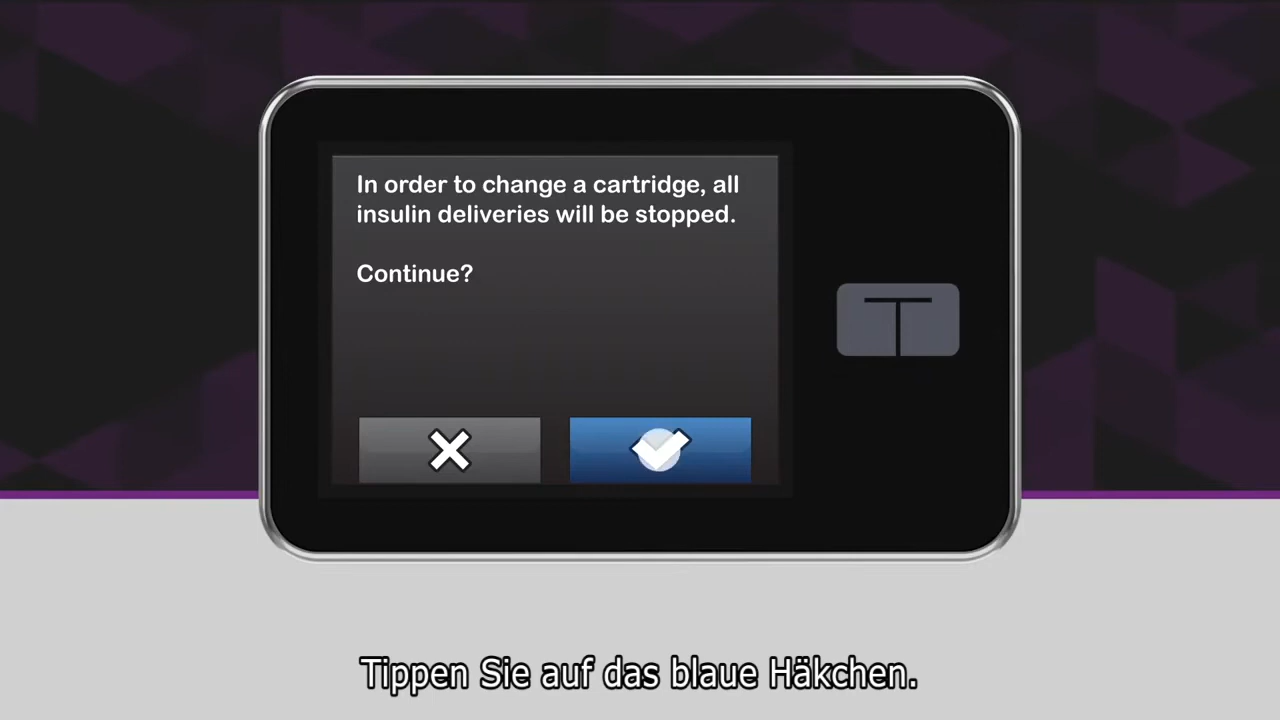 In order to change a cartridge, all
insulin deliveries will be stopped.
Continue?
Tippen Sie auf das blaue Häkchen.